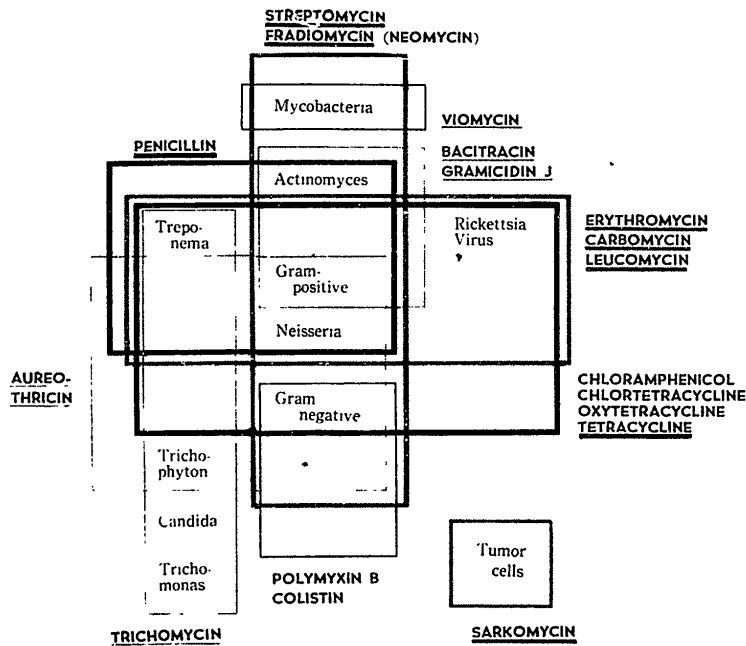 STREPTOMYCIN
FRADIOMYCIN (NEOMYCIN)
Mycobacteria
VIOMYCIN
PENICILLIN
BACITRACIN
GRAMICIDIN J
Actinomyces
Trepo-
nema
Rickettsia
Virus
ERYTHROMYCIN
CARBOMYCIN
LEUCOMYCIN
Gram-
positive
Neisseria
AUREO-
THRICIN
CHLORAMPHENICOL
CHLORTETRACYCLINE
OXYTETRACYCLINE
TETRACYCLINE
Gram
negative
Tricho-
phyton
Candida
Tricho-
monas
Tumor
cells
POLYMYXIN B
COLISTIN
TRICHOMYCIN
SARKOMYCIN